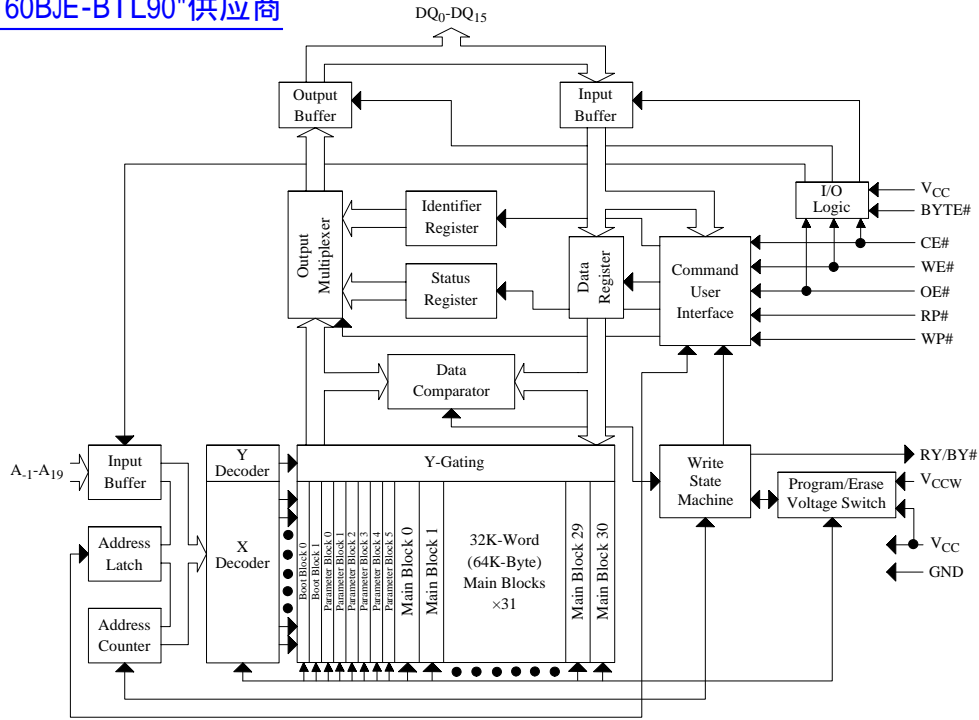 60BJE-BTL90"供应商
DQ0-DQ15
Output
Buffer
Input
Buffer
I/O
Logic
VCC
BYTE#
CE#
WE#
OE#
RP#
WP#
Output
Multiplexer
Identifier
Register
Status
Register
Data
Register
Command
User
Interface
Data
Comparator
A-1-A19
Input
Buffer
Y
Decoder
Y-Gating
Write
State
Machine
RY/BY#
Program/Erase
Voltage Switch
VCCW
VCC
GND
Address
Latch
X
Decoder
Address
Counter
Boot Block 0
Boot Block 1
Parameter Block 0
Parameter Block 1
Parameter Block 2
Parameter Block 3
Parameter Block 4
Parameter Block 5
Main Block 0
Main Block 1
32K-Word
(64K-Byte)
Main Blocks
×31
Main Block 29
Main Block 30